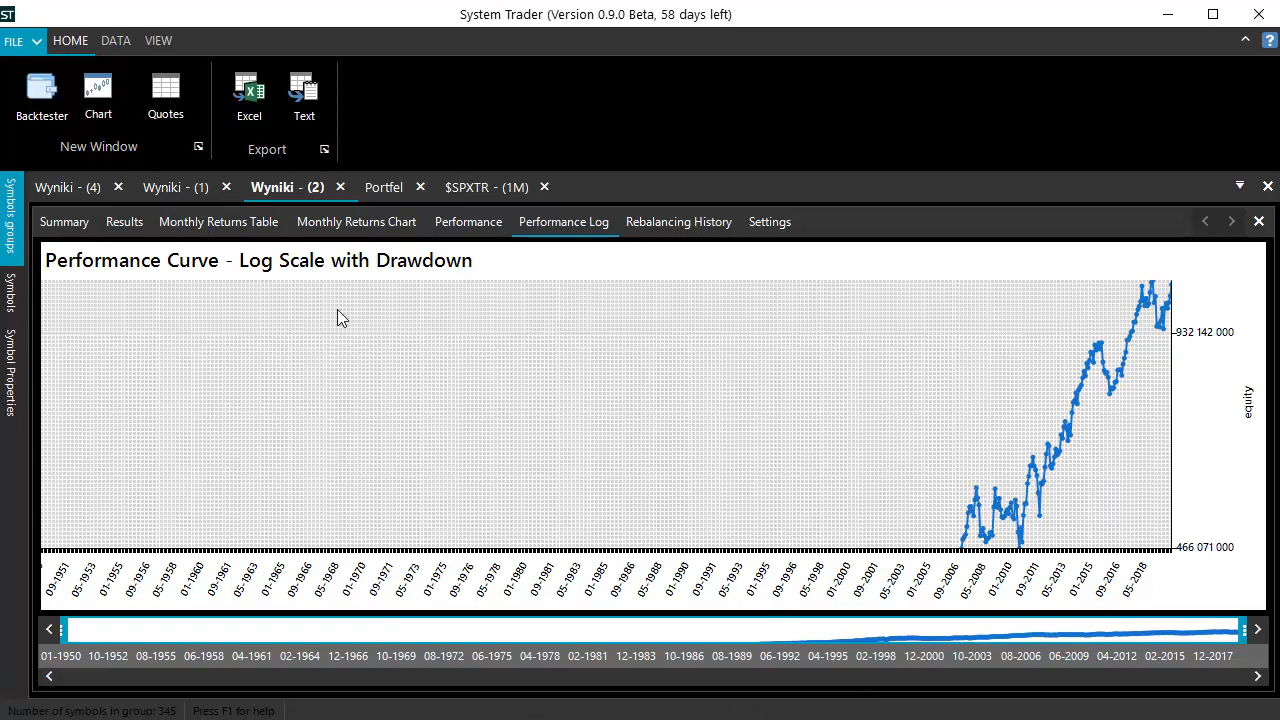 ST System Trader (Version 0.9.0 Beta, 58 days left)
FILE HOME DATA VIEW ?
Backtester Chart Quotes Excel Text
New Window Export
Wyniki - (4) Wyniki - (1) Wyniki - (2) Portfel $SPXTR - (1M)
Summary Results Monthly Returns Table Monthly Returns Chart Performance Performance Log Rebalancing History Settings
Symbols groups
Symbols
Symbol Properties
Performance Curve - Log Scale with Drawdown
932 142 000
equity
466 071 000
09-1951 05-1953 01-1955 09-1956 05-1958 01-1960 09-1961 05-1963 01-1965 09-1966 05-1968 01-1970 09-1971 05-1973 01-1975 09-1976 05-1978 01-1980 09-1981 05-1983 01-1985 09-1986 05-1988 01-1990 09-1991 05-1993 01-1995 09-1996 05-1998 01-2000 09-2001 05-2003 01-2005 09-2006 05-2008 01-2010 09-2011 05-2013 01-2015 09-2016 05-2018
01-1950 10-1952 08-1955 06-1958 04-1961 02-1964 12-1966 10-1969 08-1972 06-1975 04-1978 02-1981 12-1983 10-1986 08-1989 06-1992 04-1995 02-1998 12-2000 10-2003 08-2006 06-2009 04-2012 02-2015 12-2017
Number of symbols in group: 345 Press F1 for help